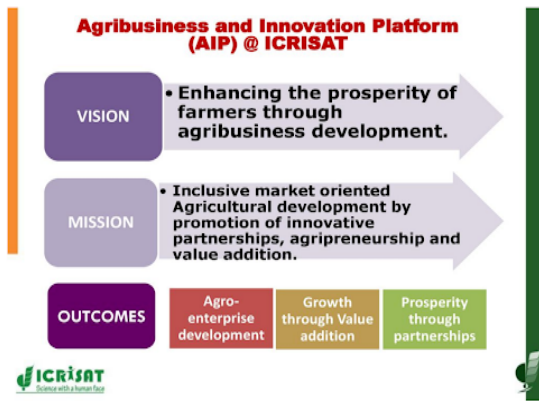 Agribusiness and Innovation Platform
(AIP) @ ICRISAT
VISION
• Enhancing the prosperity of
farmers through
agribusiness development.
MISSION
• Inclusive market oriented
Agricultural development by
promotion of innovative
partnerships, agripreneurship and
value addition.
OUTCOMES
Agro-
enterprise
development
Growth
through Value
addition
Prosperity
through
partnerships
ICRISAT
Science with a human face